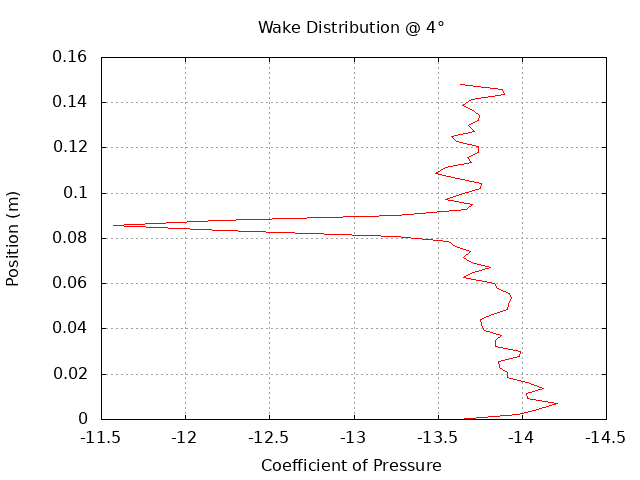 Wake Distribution @ 4°
0.16
0.14
0.12
0.1
0.08
0.06
0.04
0.02
0
-11.5 -12 -12.5 -13 -13.5 -14 -14.5
Position (m)
Coefficient of Pressure